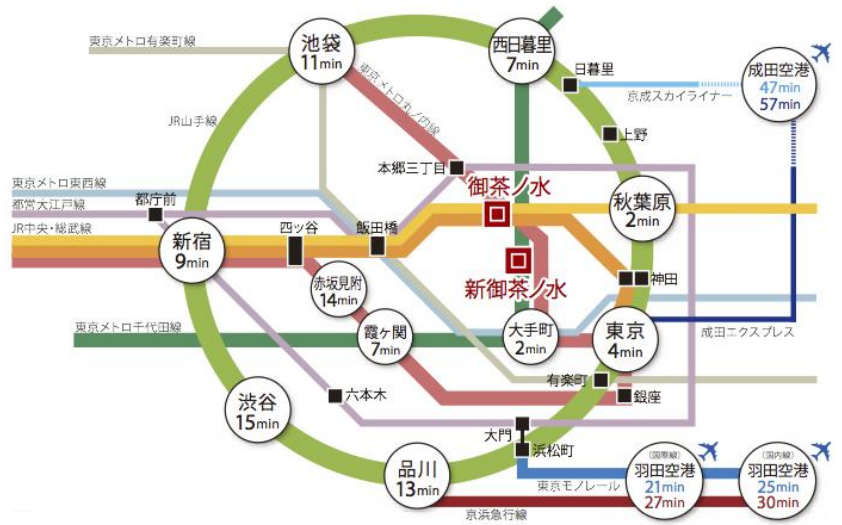 東京メトロ有楽町線
池袋
11min
西日暮里
7min
日暮里
京成スカイライナー
成田空港
47min
57min
JR山手線
東京メトロ丸ノ内線
上野
本郷三丁目
御茶ノ水
秋葉原
2min
東京メトロ東西線
都営大江戸線
都庁前
JR中央・総武線
新宿
9min
四ッ谷
飯田橋
新御茶ノ水
神田
赤坂見附
14min
東京メトロ千代田線
霞ヶ関
7min
大手町
2min
東京
4min
成田エクスプレス
有楽町
銀座
六本木
渋谷
15min
大門
浜松町
品川
13min
東京モノレール
(国際線)
羽田空港
21min
27min
(国内線)
羽田空港
25min
30min
京浜急行線